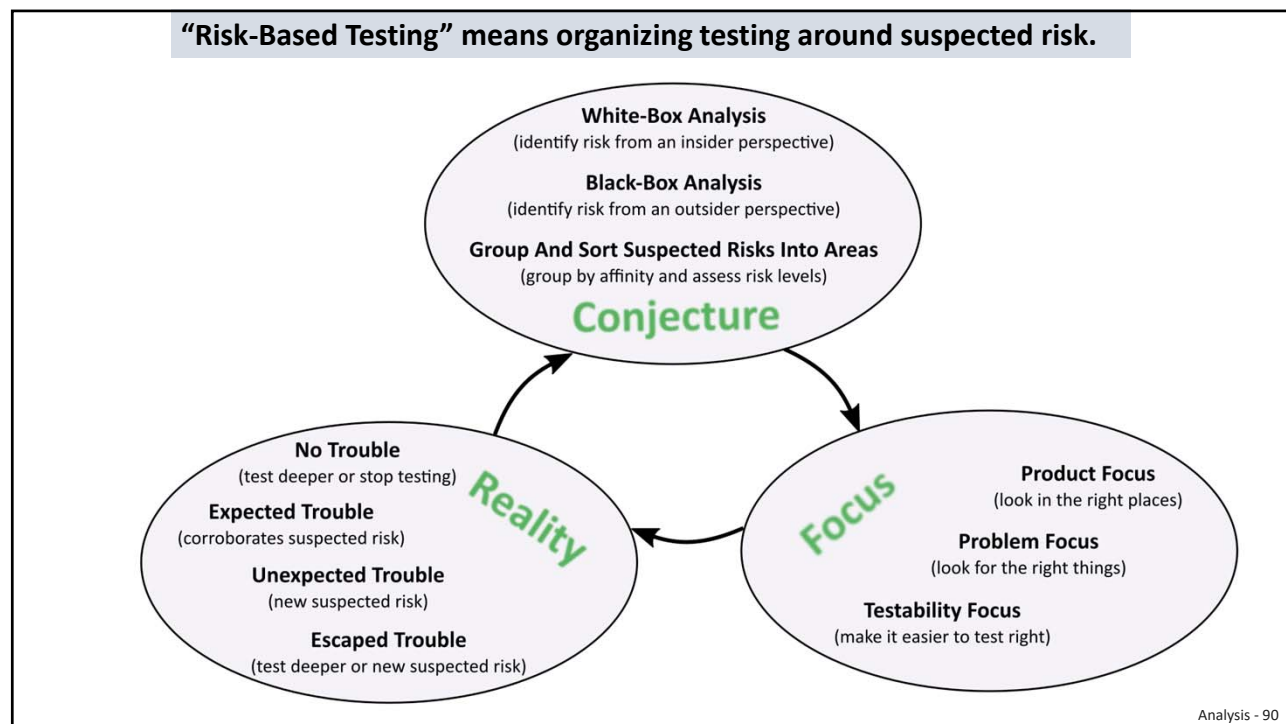 “Risk-Based Testing” means organizing testing around suspected risk.
White-Box Analysis
(identify risk from an insider perspective)
Black-Box Analysis
(identify risk from an outsider perspective)
Group And Sort Suspected Risks Into Areas
(group by affinity and assess risk levels)
Conjecture
No Trouble
(test deeper or stop testing)
Expected Trouble
(corroborates suspected risk)
Unexpected Trouble
(new suspected risk)
Escaped Trouble
(test deeper or new suspected risk)
Reality
Focus
Product Focus
(look in the right places)
Problem Focus
(look for the right things)
Testability Focus
(make it easier to test right)
Analysis - 90